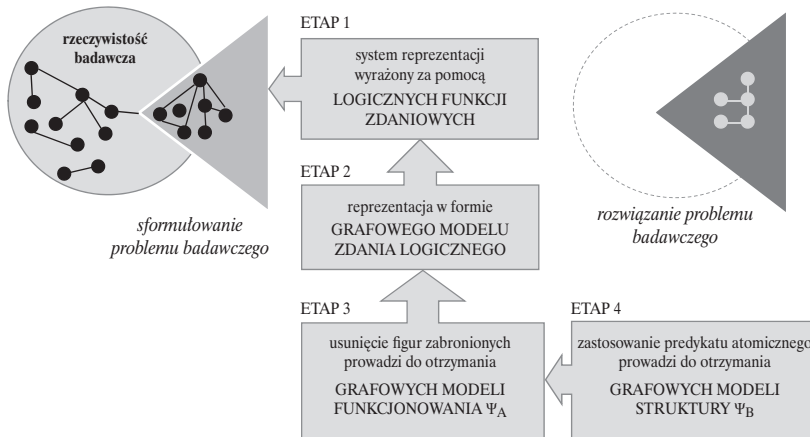 rzeczywistość
badawcza
sformułowanie
problemu badawczego
ETAP 1
system reprezentacji
wyrażony za pomocą
LOGICZNYCH FUNKCJI
ZDANIOWYCH
ETAP 2
reprezentacja w formie
GRAFOWEGO MODELU
ZDANIA LOGICZNEGO
ETAP 3
usunięcie figur zabronionych
prowadzi do otrzymania
GRAFOWYCH MODELI
FUNKCJONOWANIA ΨA
ETAP 4
zastosowanie predykatu atomicznego
prowadzi do otrzymania
GRAFOWYCH MODELI
STRUKTURY ΨB
rozwiązanie problemu
badawczego